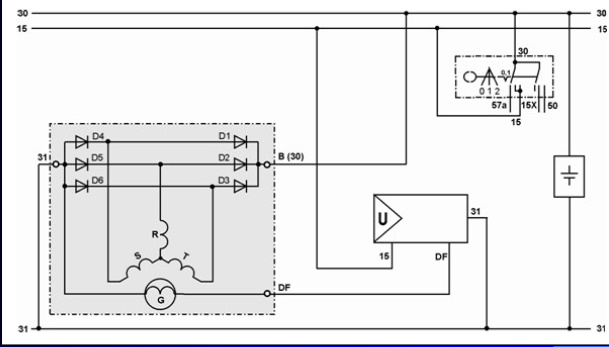 30 30
15 15
30
0,1
0 1 2
57a 15X 50
15
D4 D1
31 D5 D2 B (30)
D6 D3
R
S T
G
DF
U
31
15 DF
31 31